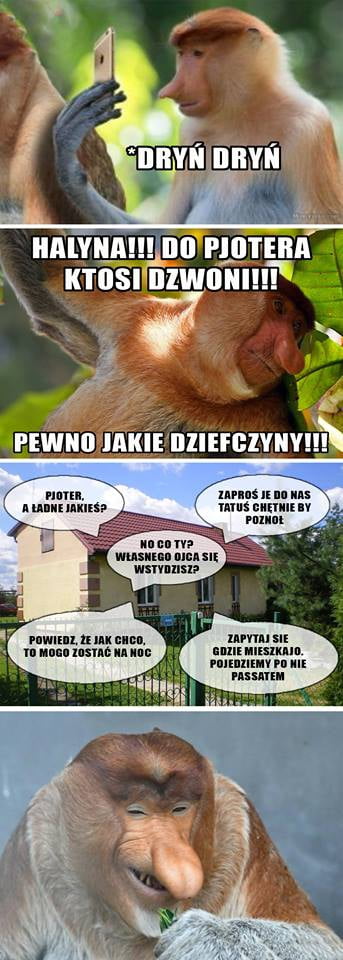 *DRYŃ DRYŃ
HALYNA!!! DO PJOTERA
KTOSI DZWONI!!!
PEWNO JAKIE DZIEFCZYNY!!!
PJOTER,
A ŁADNE JAKIEŚ?
ZAPROŚ JE DO NAS
TATUŚ CHĘTNIE BY
POZNOŁ
NO CO TY?
WŁASNEGO OJCA SIĘ
WSTYDZISZ?
POWIEDZ, ŻE JAK CHCO,
TO MOGO ZOSTAĆ NA NOC
ZAPYTAJ SIE
GDZIE MIESZKAJO.
POJEDZIEMY PO NIE
PASSATEM